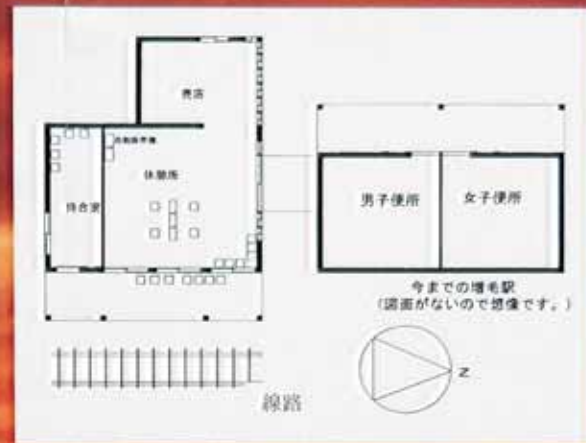 売店
自動販売機
休憩所
待合室
男子便所
女子便所
今までの増毛駅
(図面がないので想像です。)
N
線路